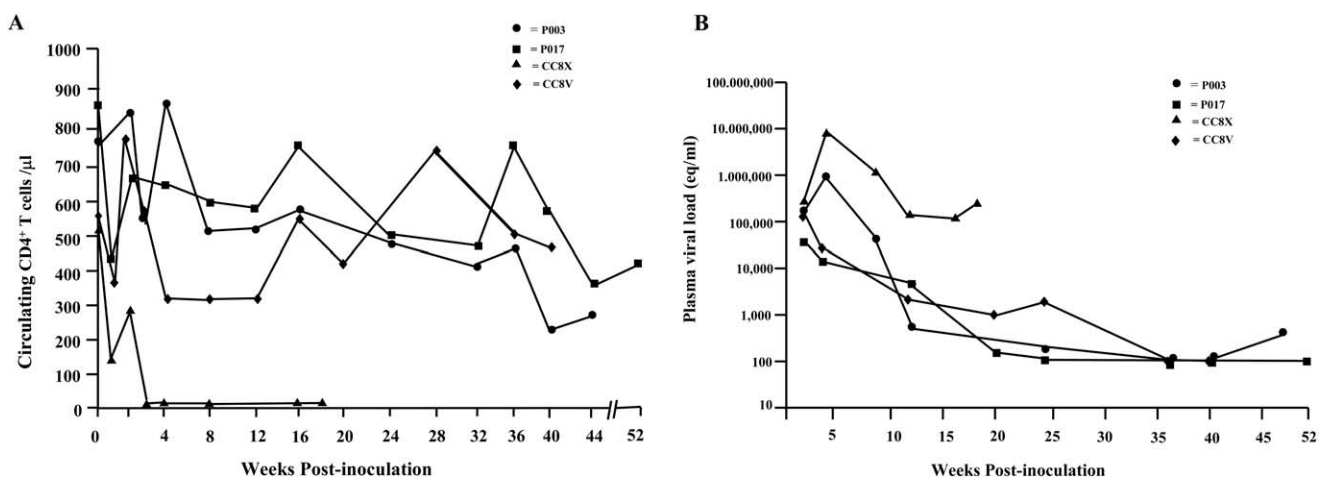 A
= P003
= P017
= CC8X
= CC8V
1000
900
800
700
600
500
400
300
200
100
0
Circulating CD4⁺ T cells /µl
0 2 4 8 12 16 20 24 28 32 36 40 44 52
Weeks Post-inoculation
B
= P003
= P017
= CC8X
= CC8V
100.000,000
10.000,000
1.000,000
100,000
10,000
1,000
100
10
Plasma viral load (eq/ml)
5 10 15 20 25 30 35 40 45 52
Weeks Post-inoculation